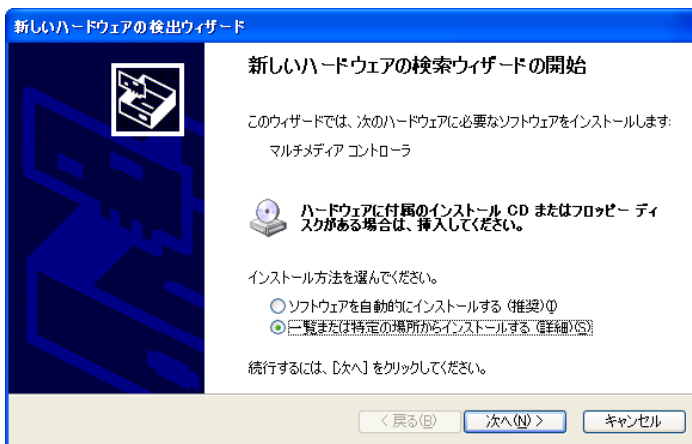 新しいハードウェアの検出ウィザード
新しいハードウェアの検索ウィザードの開始
このウィザードでは、次のハードウェアに必要なソフトウェアをインストールします:
マルチメディア コントローラ
ハードウェアに付属のインストール CD またはフロッピー ディ
スクがある場合は、挿入してください。
インストール方法を選んでください。
ソフトウェアを自動的にインストールする (推奨)(I)
一覧または特定の場所からインストールする (詳細)(S)
続行するには、[次へ] をクリックしてください。
< 戻る(B)
次へ(N) >
キャンセル